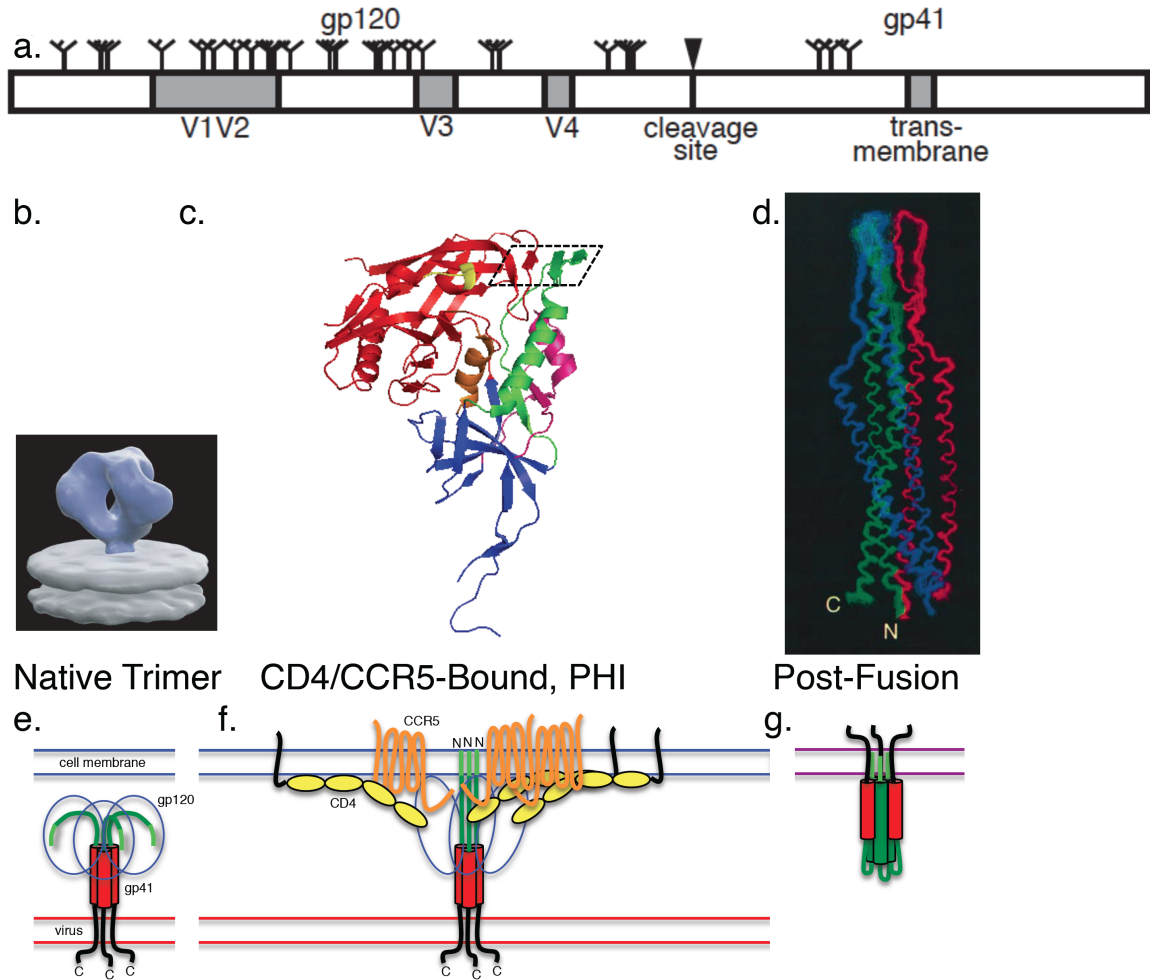 gp120
gp41
a.
V1V2
V3
V4
cleavage
site
trans-
membrane
b.
c.
d.
C
N
Native Trimer
CD4/CCR5-Bound, PHI
Post-Fusion
e.
f.
g.
CCR5
N N N
cell membrane
CD4
gp120
gp41
virus
C C C
C C C